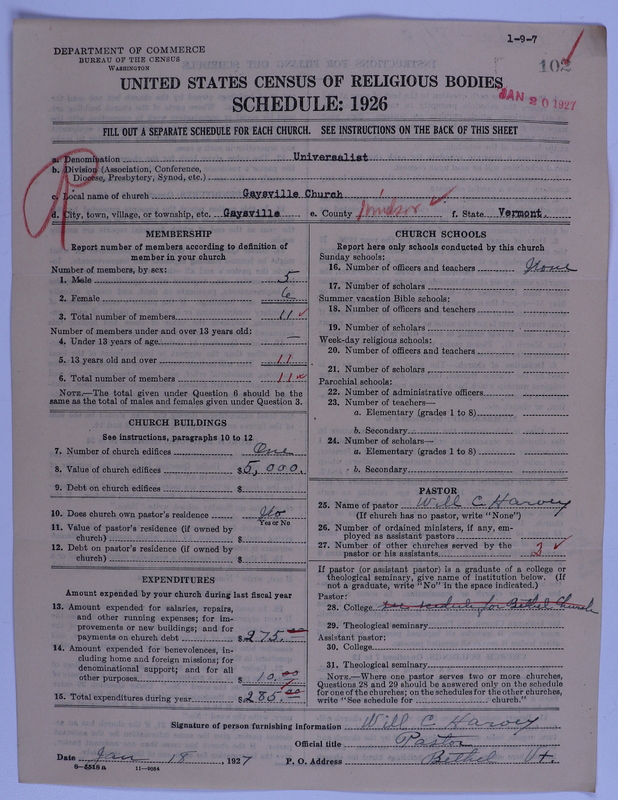 1-9-7
DEPARTMENT OF COMMERCE
BUREAU OF THE CENSUS
WASHINGTON
102
UNITED STATES CENSUS OF RELIGIOUS BODIES
SCHEDULE: 1926
JAN 20 1927
FILL OUT A SEPARATE SCHEDULE FOR EACH CHURCH. SEE INSTRUCTIONS ON THE BACK OF THIS SHEET
R
a. Denomination Universalist
b. Division (Association, Conference,
Diocese, Presbytery, Synod, etc.)
c. Local name of church Gaysville Church
d. City, town, village, or township, etc. Gaysville e. County Windsor f. State Vermont.
MEMBERSHIP
Report number of members according to definition of
member in your church
Number of members, by sex:
1. Male 5
2. Female 6
3. Total number of members 11
Number of members under and over 13 years old:
4. Under 13 years of age —
5. 13 years old and over 11
6. Total number of members 11
NOTE.—The total given under Question 6 should be
same as the total of males and females given under Question 3.
CHURCH BUILDINGS
See instructions, paragraphs 10 to 12
7. Number of church edifices One
8. Value of church edifices $5,000.
9. Debt on church edifices $
10. Does church own pastor's residence No
Yes or No
11. Value of pastor's residence (if owned by
church) $
12. Debt on pastor's residence (if owned by
church) $
EXPENDITURES
Amount expended by your church during last fiscal year
13. Amount expended for salaries, repairs,
and other running expenses; for im-
provements or new buildings; and for
payments on church debt $275.00
14. Amount expended for benevolences, in-
cluding home and foreign missions; for
denominational support; and for all
other purposes $10.00
15. Total expenditures during year $285.00
CHURCH SCHOOLS
Report here only schools conducted by this church
Sunday schools:
16. Number of officers and teachers None
17. Number of scholars
Summer vacation Bible schools:
18. Number of officers and teachers
19. Number of scholars
Week-day religious schools:
20. Number of officers and teachers
21. Number of scholars
Parochial schools:
22. Number of administrative officers
23. Number of teachers—
a. Elementary (grades 1 to 8)
b. Secondary
24. Number of scholars—
a. Elementary (grades 1 to 8)
b. Secondary
PASTOR
25. Name of pastor Will C. Harvey
(If church has no pastor, write "None")
26. Number of ordained ministers, if any, em-
ployed as assistant pastors
27. Number of other churches served by the
pastor or his assistants 2
If pastor (or assistant pastor) is a graduate of a college or
theological seminary, give name of institution below. (If
not a graduate, write "No" in the space indicated.)
Pastor:
28. College see schedule for Bethel Church
29. Theological seminary
Assistant pastor:
30. College
31. Theological seminary
NOTE.—Where one pastor serves two or more churches,
Questions 28 and 29 should be answered only on the schedule
for one of the churches; on the schedules for the other churches,
write "See schedule for church."
Signature of person furnishing information Will C. Harvey
Official title Pastor
Date Jan 18, 1927 P. O. Address Bethel Vt.
8-5518 a 11-9054